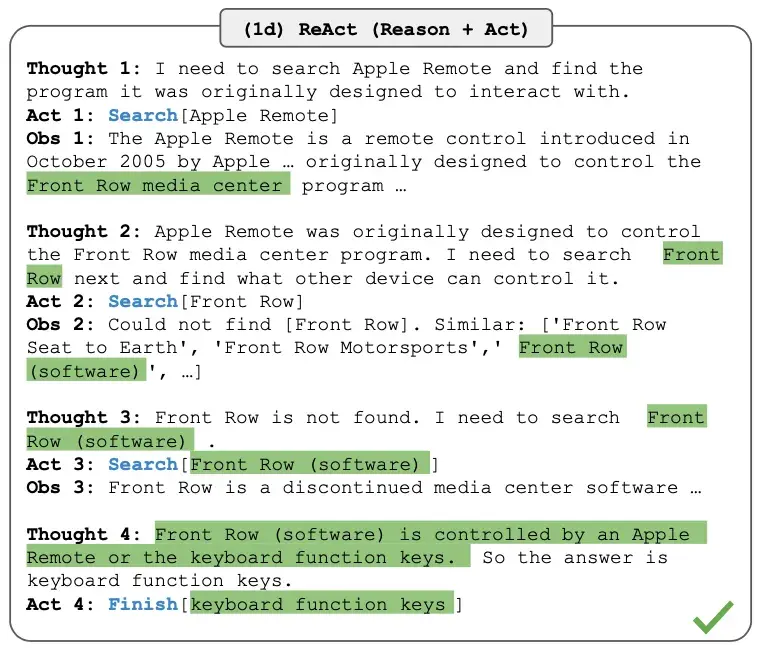 (1d) ReAct (Reason + Act)
Thought 1: I need to search Apple Remote and find the
program it was originally designed to interact with.
Act 1: Search[Apple Remote]
Obs 1: The Apple Remote is a remote control introduced in
October 2005 by Apple … originally designed to control the
Front Row media center program …
Thought 2: Apple Remote was originally designed to control
the Front Row media center program. I need to search Front
Row next and find what other device can control it.
Act 2: Search[Front Row]
Obs 2: Could not find [Front Row]. Similar: ['Front Row
Seat to Earth', 'Front Row Motorsports',' Front Row
(software)', …]
Thought 3: Front Row is not found. I need to search Front
Row (software) .
Act 3: Search[Front Row (software) ]
Obs 3: Front Row is a discontinued media center software …
Thought 4: Front Row (software) is controlled by an Apple
Remote or the keyboard function keys. So the answer is
keyboard function keys.
Act 4: Finish[keyboard function keys ]